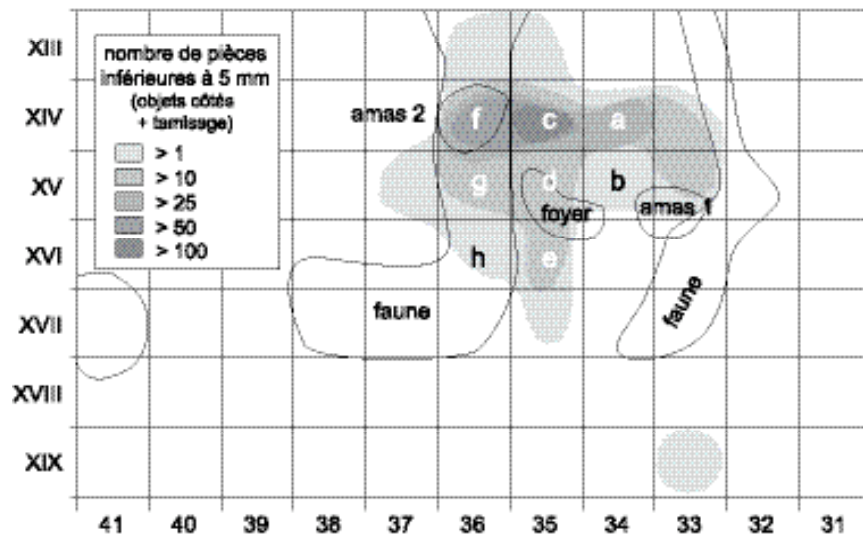 XIII
nombre de pièces
inférieures à 5 mm
(objets côtés
+ tamisage)
> 1
> 10
> 25
> 50
> 100
XIV
amas 2
f
c
a
XV
g
d
b
foyer
amas 1
XVI
h
e
XVII
faune
faune
XVIII
XIX
41 40 39 38 37 36 35 34 33 32 31